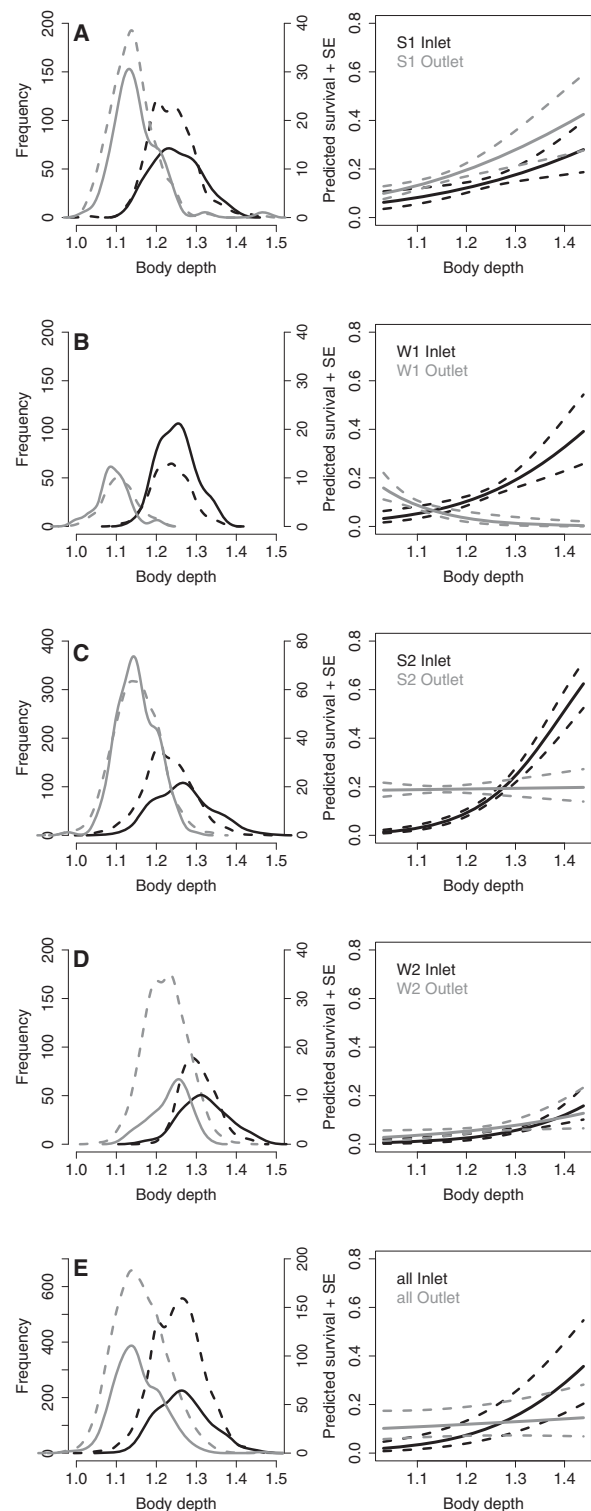 A
Frequency
0 50 100 150 200
0 10 20 30 40
1.0 1.1 1.2 1.3 1.4 1.5
Body depth
S1 Inlet
S1 Outlet
Predicted survival + SE
0.0 0.2 0.4 0.6 0.8
1.1 1.2 1.3 1.4
Body depth
B
Frequency
0 50 100 150 200
0 10 20 30 40
1.0 1.1 1.2 1.3 1.4 1.5
Body depth
W1 Inlet
W1 Outlet
Predicted survival + SE
0.0 0.2 0.4 0.6 0.8
1.1 1.2 1.3 1.4
Body depth
C
Frequency
0 100 200 300 400
0 20 40 60 80
1.0 1.1 1.2 1.3 1.4 1.5
Body depth
S2 Inlet
S2 Outlet
Predicted survival + SE
0.0 0.2 0.4 0.6 0.8
1.1 1.2 1.3 1.4
Body depth
D
Frequency
0 50 100 150 200
0 10 20 30 40
1.0 1.1 1.2 1.3 1.4 1.5
Body depth
W2 Inlet
W2 Outlet
Predicted survival + SE
0.0 0.2 0.4 0.6 0.8
1.1 1.2 1.3 1.4
Body depth
E
Frequency
0 200 400 600
0 50 100 150 200
1.0 1.1 1.2 1.3 1.4 1.5
Body depth
all Inlet
all Outlet
Predicted survival + SE
0.0 0.2 0.4 0.6 0.8
1.1 1.2 1.3 1.4
Body depth